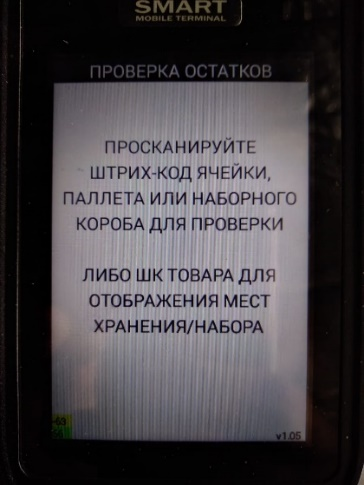 SMART
MOBILE TERMINAL
ПРОВЕРКА ОСТАТКОВ
ПРОСКАНИРУЙТЕ
ШТРИХ-КОД ЯЧЕЙКИ,
ПАЛЛЕТА ИЛИ НАБОРНОГО
КОРОБА ДЛЯ ПРОВЕРКИ
ЛИБО ШК ТОВАРА ДЛЯ
ОТОБРАЖЕНИЯ МЕСТ
ХРАНЕНИЯ/НАБОРА
-63
v1.05